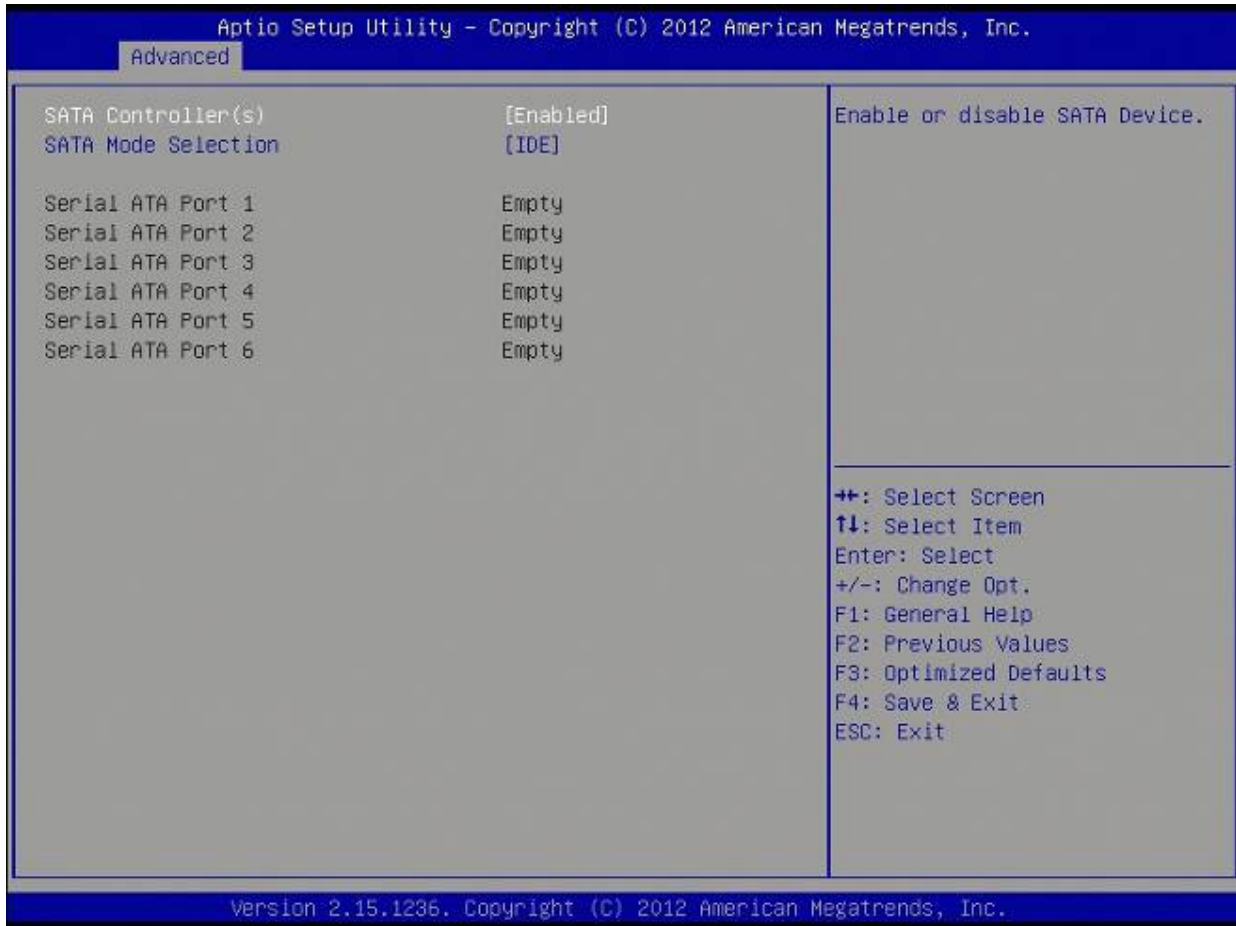 Aptio Setup Utility – Copyright (C) 2012 American Megatrends, Inc.
Advanced
SATA Controller(s) [Enabled]
SATA Mode Selection [IDE]
Serial ATA Port 1 Empty
Serial ATA Port 2 Empty
Serial ATA Port 3 Empty
Serial ATA Port 4 Empty
Serial ATA Port 5 Empty
Serial ATA Port 6 Empty
Enable or disable SATA Device.
→←: Select Screen
↑↓: Select Item
Enter: Select
+/-: Change Opt.
F1: General Help
F2: Previous Values
F3: Optimized Defaults
F4: Save & Exit
ESC: Exit
Version 2.15.1236. Copyright (C) 2012 American Megatrends, Inc.